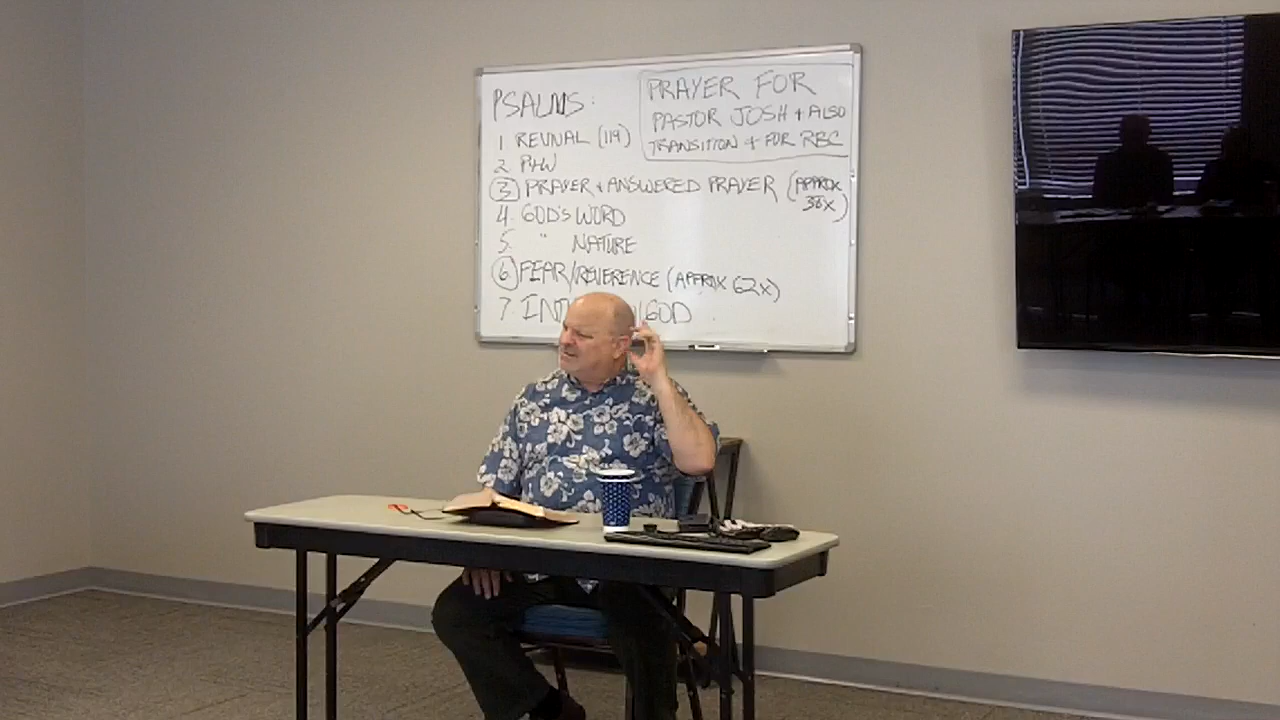 PSALMS:
1 REVIVAL (119)
2 P+W
3 PRAYER + ANSWERED PRAYER (APPROX
38X)
4. GOD'S WORD
5. " NATURE
6 FEAR/REVERENCE (APPROX 62X)
7. GOD
PRAYER FOR
PASTOR JOSH + ALSO
TRANSITION + FOR RBC